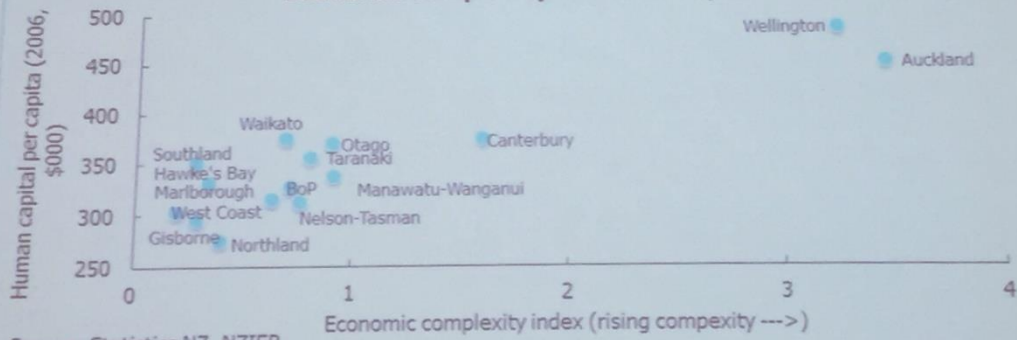 Human capital per capita (2006,
$000)
500
450
400
350
300
250
Wellington
Auckland
Waikato
Otago
Canterbury
Southland
Taranaki
Hawke's Bay
Marlborough
BoP
Manawatu-Wanganui
West Coast
Nelson-Tasman
Gisborne
Northland
0
1
2
3
4
Economic complexity index (rising compexity --->)